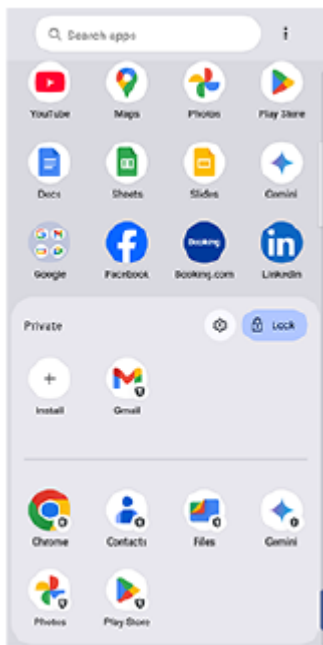 Search apps
YouTube Maps Photos Play Store
Docs Sheets Slides Gemini
Booking
Google Facebook Booking.com LinkedIn
Private Lock
Install Gmail
Chrome Contacts Files Gemini
Photos Play Store